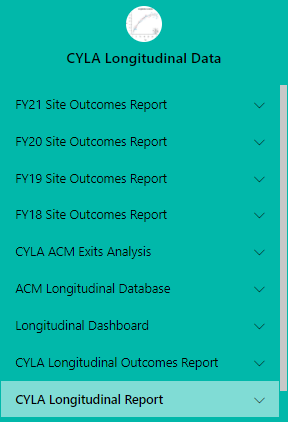 CYLA Longitudinal Data
FY21 Site Outcomes Report
FY20 Site Outcomes Report
FY19 Site Outcomes Report
FY18 Site Outcomes Report
CYLA ACM Exits Analysis
ACM Longitudinal Database
Longitudinal Dashboard
CYLA Longitudinal Outcomes Report
CYLA Longitudinal Report